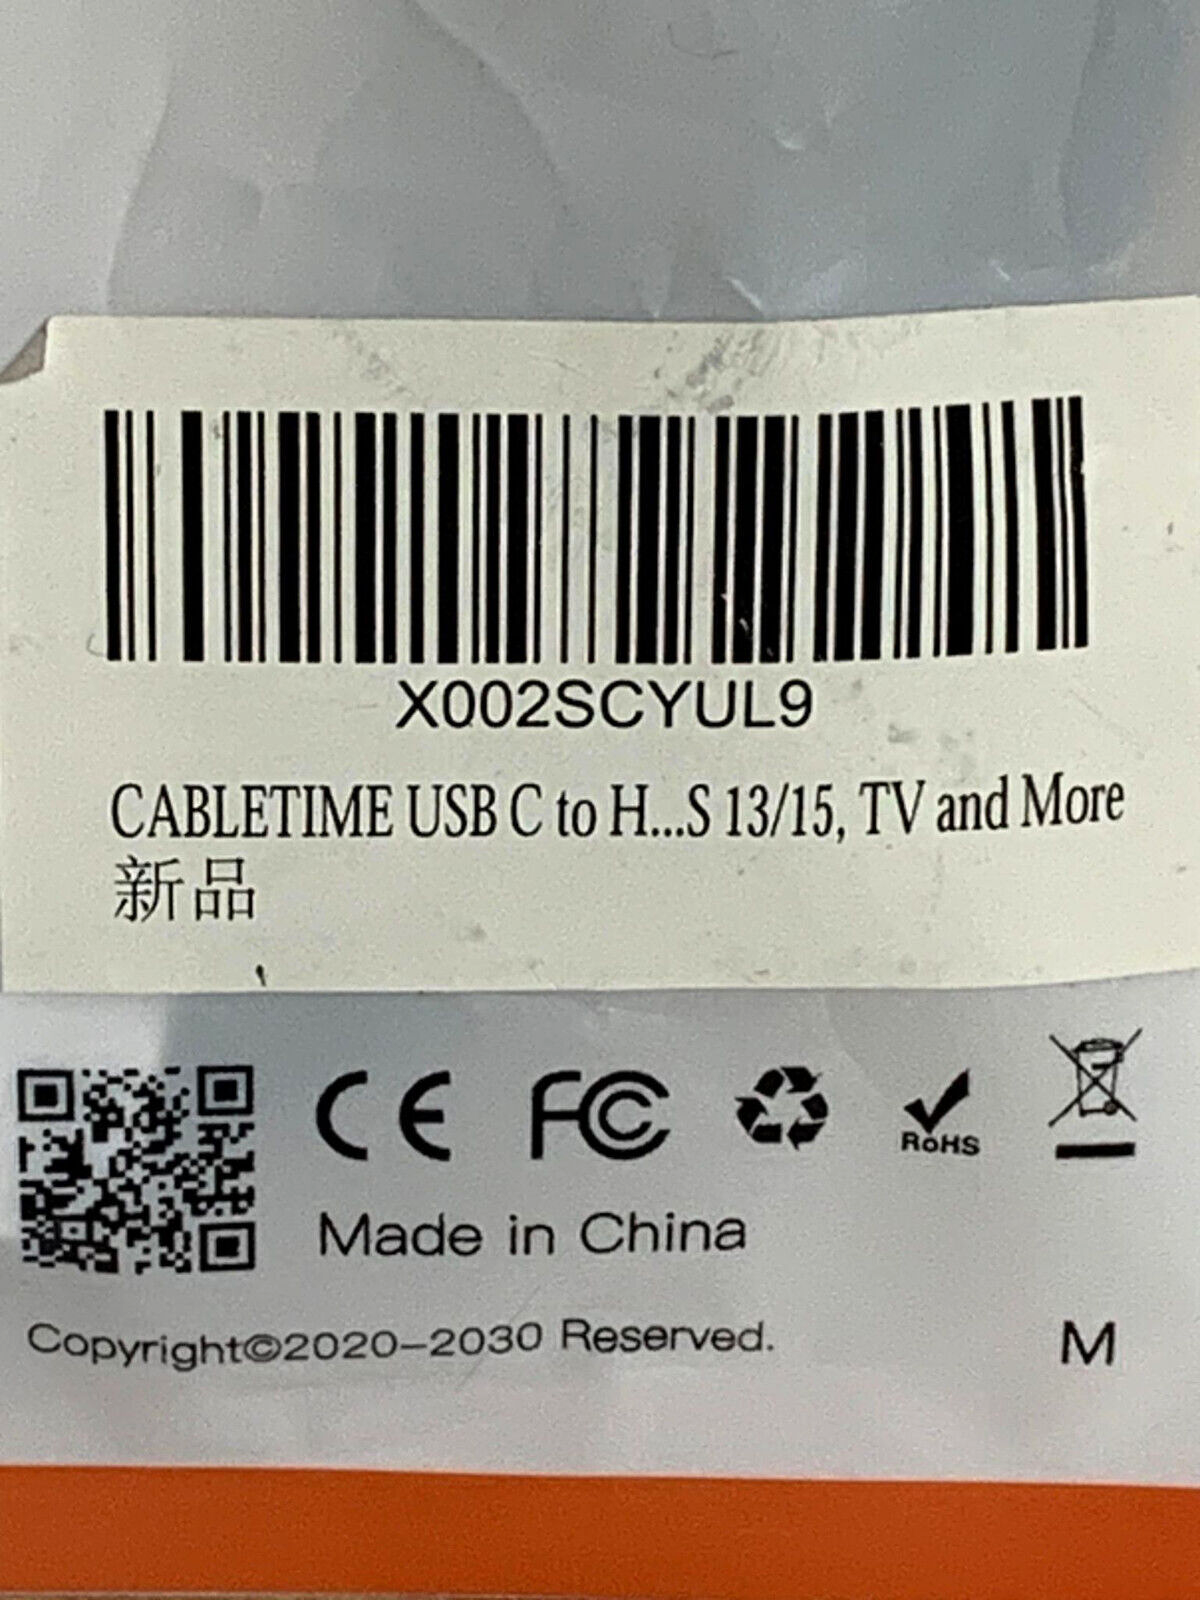 X002SCYUL9
CABLETIME USB C to H...S 13/15, TV and More
新品
CE FC RoHS
Made in China
Copyright©2020-2030 Reserved.
M